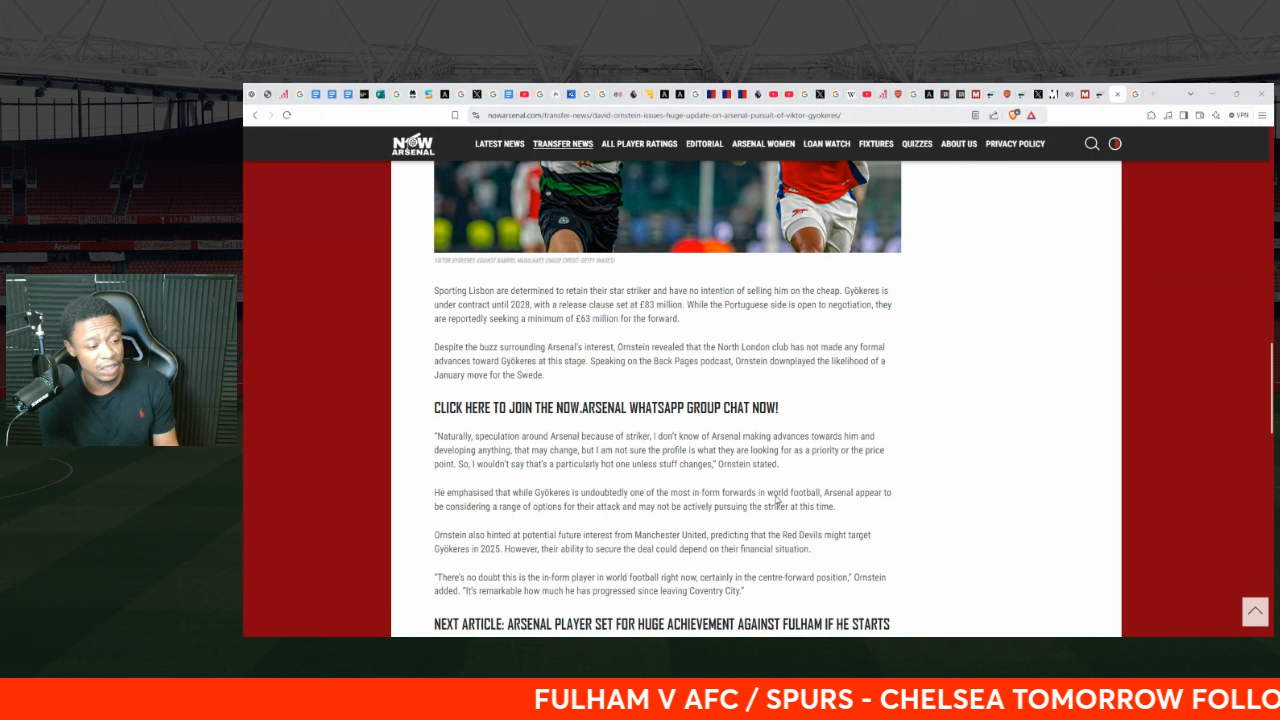 nowarsenal.com/transfer-news/david-ornstein-issues-huge-update-on-arsenal-pursuit-of-viktor-gyokeres/
VPN
NOW ARSENAL
LATEST NEWS TRANSFER NEWS ALL PLAYER RATINGS EDITORIAL ARSENAL WOMEN LOAN WATCH FIXTURES QUIZZES ABOUT US PRIVACY POLICY
VIKTOR GYÖKERES AGAINST GABRIEL MAGALHAES (IMAGE CREDIT: GETTY IMAGES)
Sporting Lisbon are determined to retain their star striker and have no intention of selling him on the cheap. Gyökeres is
under contract until 2028, with a release clause set at £83 million. While the Portuguese side is open to negotiation, they
are reportedly seeking a minimum of £63 million for the forward.
Despite the buzz surrounding Arsenal's interest, Ornstein revealed that the North London club has not made any formal
advances toward Gyökeres at this stage. Speaking on the Back Pages podcast, Ornstein downplayed the likelihood of a
January move for the Swede.
CLICK HERE TO JOIN THE NOW.ARSENAL WHATSAPP GROUP CHAT NOW!
"Naturally, speculation around Arsenal because of striker, I don't know of Arsenal making advances towards him and
developing anything, that may change, but I am not sure the profile is what they are looking for as a priority or the price
point. So, I wouldn't say that's a particularly hot one unless stuff changes," Ornstein stated.
He emphasised that while Gyökeres is undoubtedly one of the most in-form forwards in world football, Arsenal appear to
be considering a range of options for their attack and may not be actively pursuing the striker at this time.
Ornstein also hinted at potential future interest from Manchester United, predicting that the Red Devils might target
Gyökeres in 2025. However, their ability to secure the deal could depend on their financial situation.
"There's no doubt this is the in-form player in world football right now, certainly in the centre-forward position," Ornstein
added. "It's remarkable how much he has progressed since leaving Coventry City."
NEXT ARTICLE: ARSENAL PLAYER SET FOR HUGE ACHIEVEMENT AGAINST FULHAM IF HE STARTS
Arsenal
FULHAM V AFC / SPURS - CHELSEA TOMORROW FOLLO